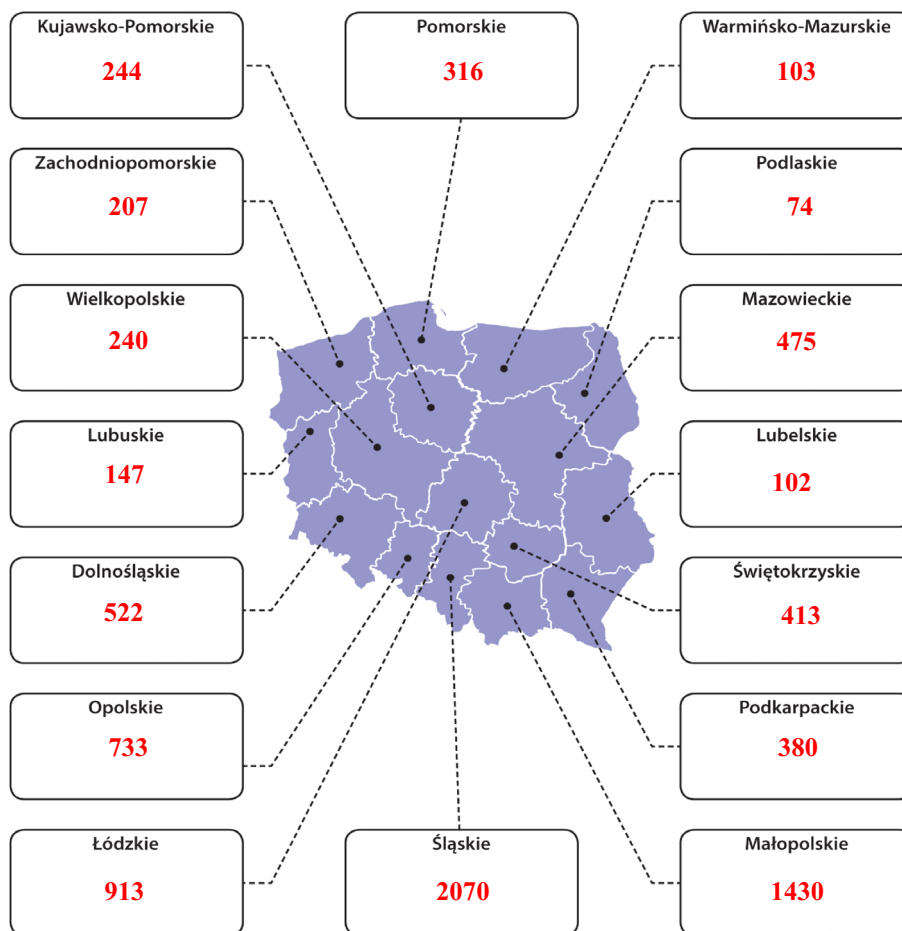 Kujawsko-Pomorskie
244
Pomorskie
316
Warmińsko-Mazurskie
103
Zachodniopomorskie
207
Podlaskie
74
Wielkopolskie
240
Mazowieckie
475
Lubuskie
147
Lubelskie
102
Dolnośląskie
522
Świętokrzyskie
413
Opolskie
733
Podkarpackie
380
Łódzkie
913
Śląskie
2070
Małopolskie
1430